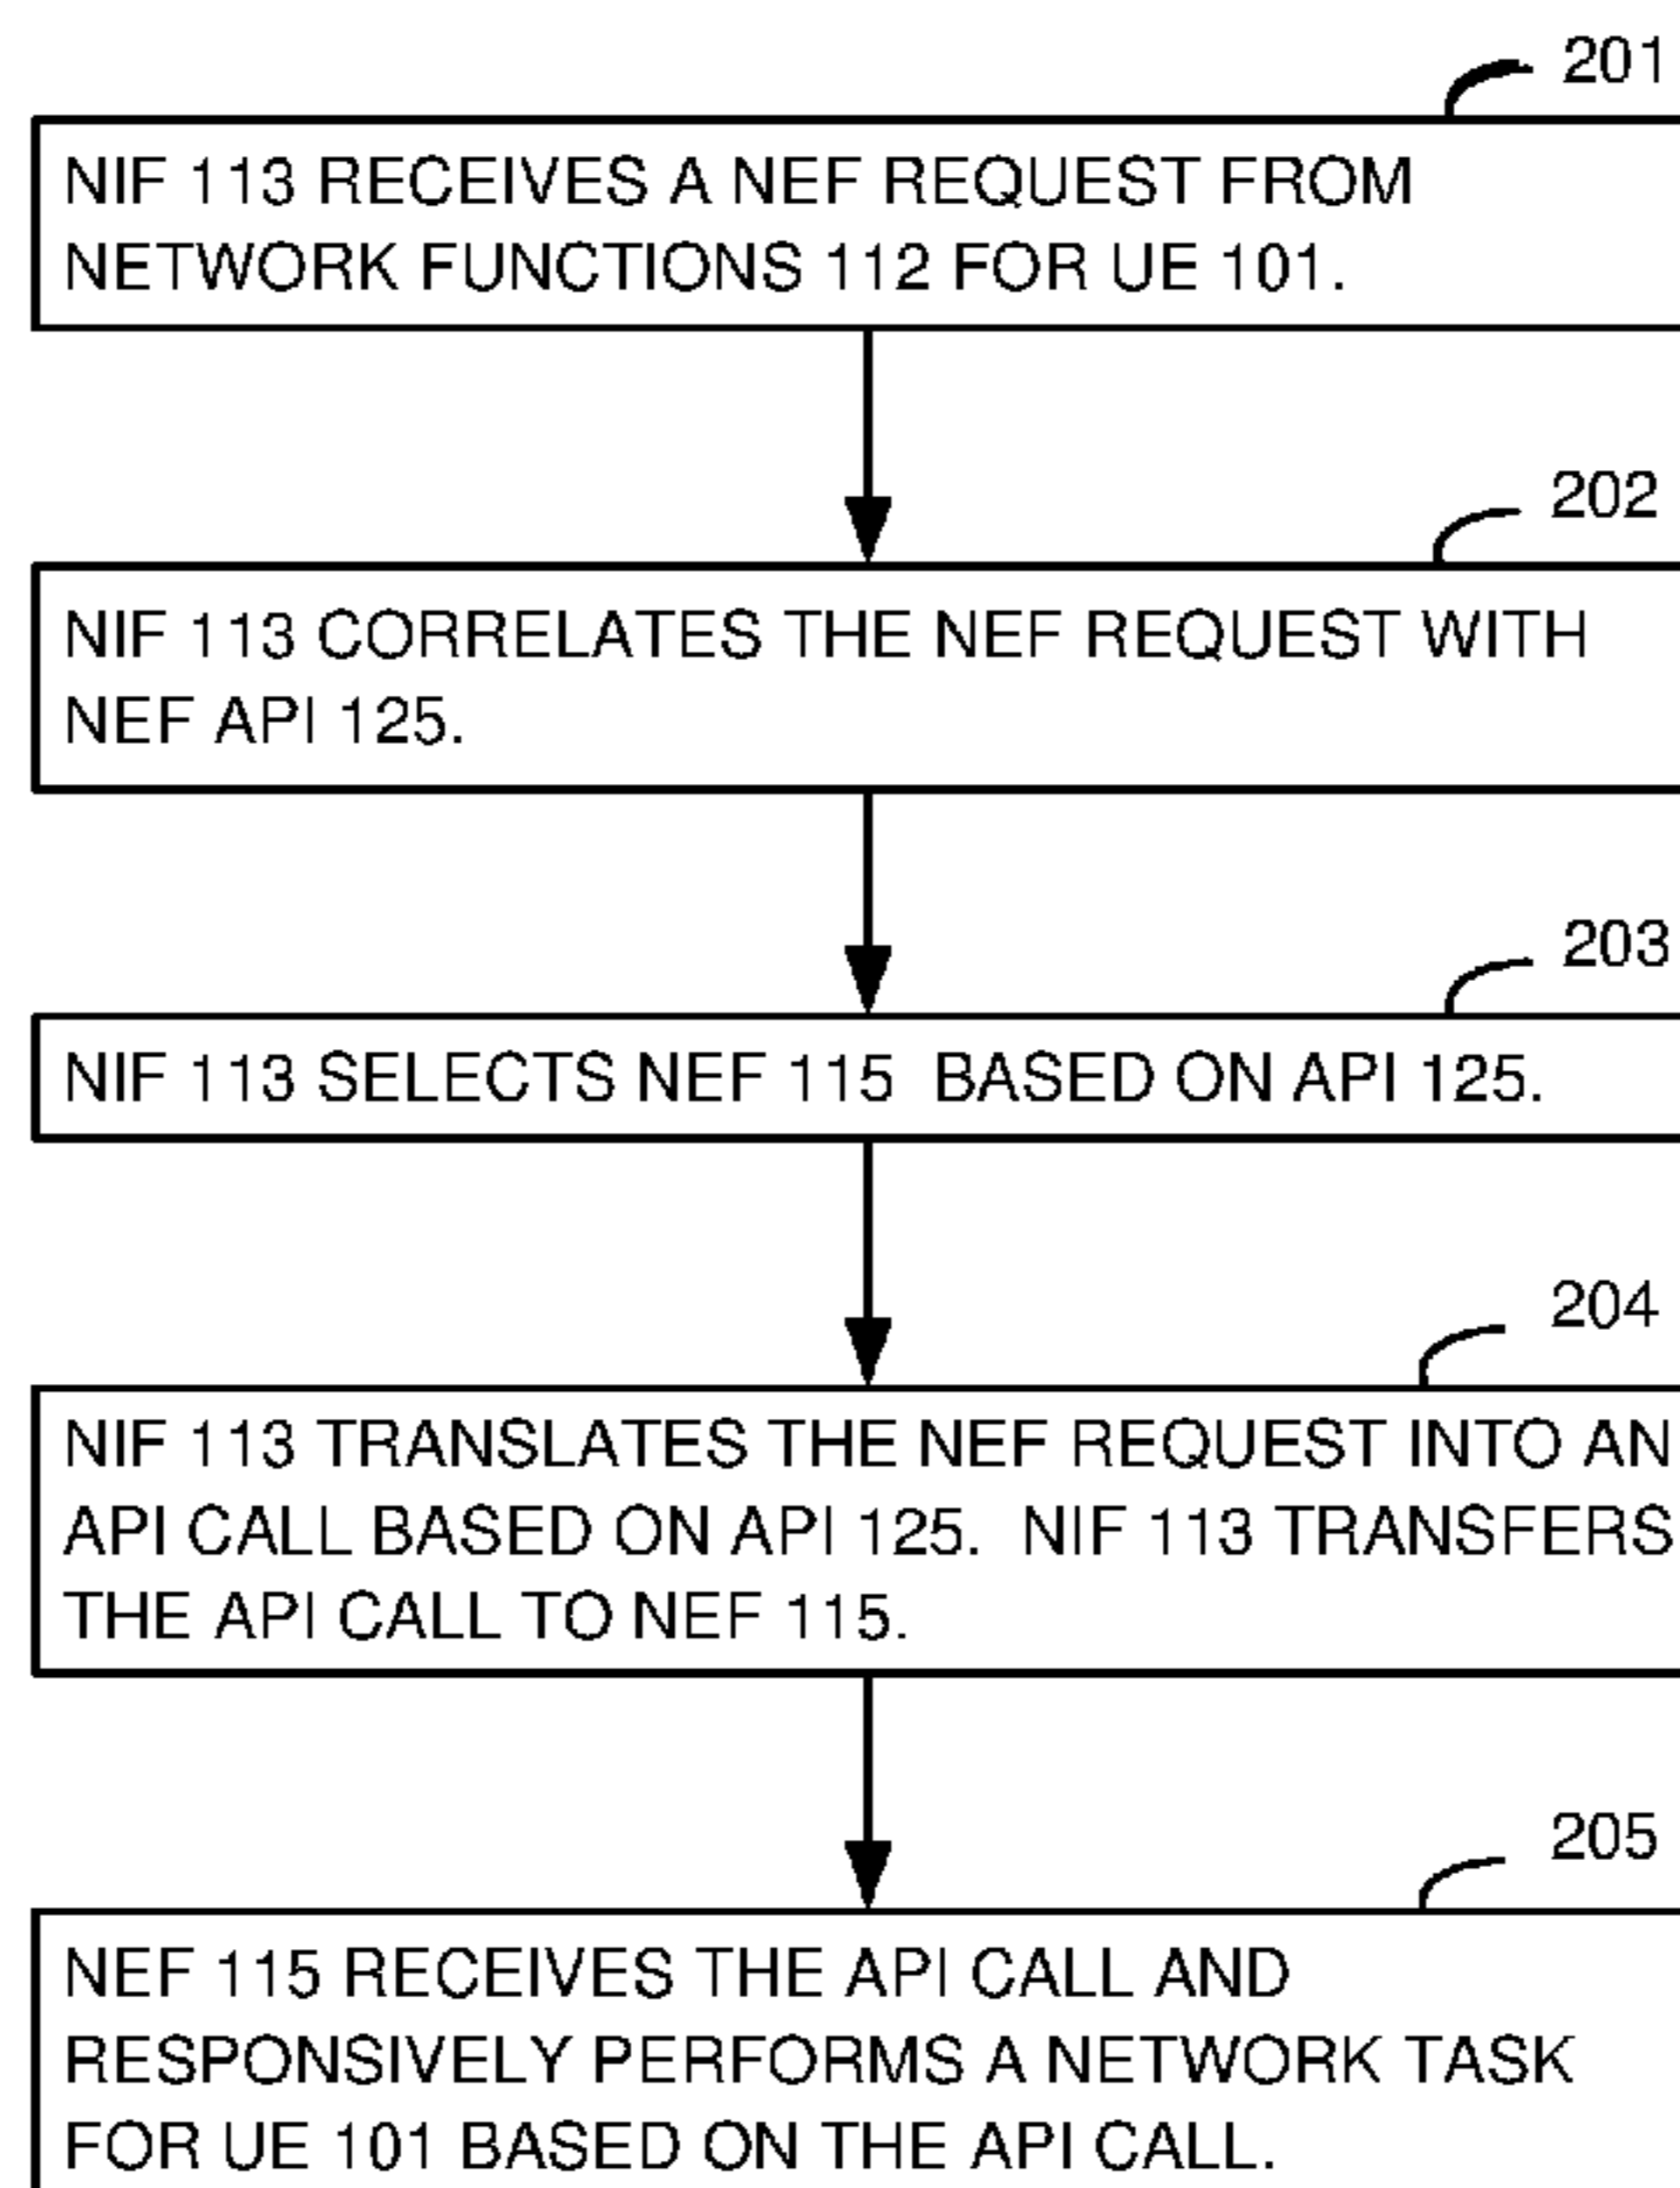 201
NIF 113 RECEIVES A NEF REQUEST FROM
NETWORK FUNCTIONS 112 FOR UE 101.
202
NIF 113 CORRELATES THE NEF REQUEST WITH
NEF API 125.
203
NIF 113 SELECTS NEF 115 BASED ON API 125.
204
NIF 113 TRANSLATES THE NEF REQUEST INTO AN
API CALL BASED ON API 125. NIF 113 TRANSFERS
THE API CALL TO NEF 115.
205
NEF 115 RECEIVES THE API CALL AND
RESPONSIVELY PERFORMS A NETWORK TASK
FOR UE 101 BASED ON THE API CALL.